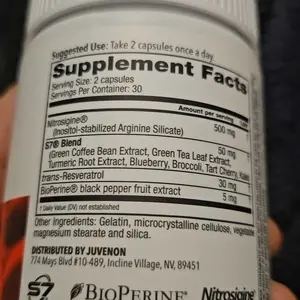 Suggested Use: Take 2 capsules once a day.
Supplement Facts
Serving Size: 2 capsules
Servings Per Container: 30
Amount per serving
Nitrosigine®
(Inositol-stabilized Arginine Silicate) 500 mg
S7® Blend 50 mg
(Green Coffee Bean Extract, Green Tea Leaf Extract,
Turmeric Root Extract, Blueberry, Broccoli, Tart Cherry, Kale)
trans-Resveratrol 30 mg
BioPerine® black pepper fruit extract 5 mg
† Daily Value (DV) not established
Other Ingredients: Gelatin, microcrystalline cellulose, vegetable
magnesium stearate and silica.
DISTRIBUTED BY JUVENON
774 Mays Blvd #10-489, Incline Village, NV, 89451
S7 BIOPERINE® Nitrosigine®